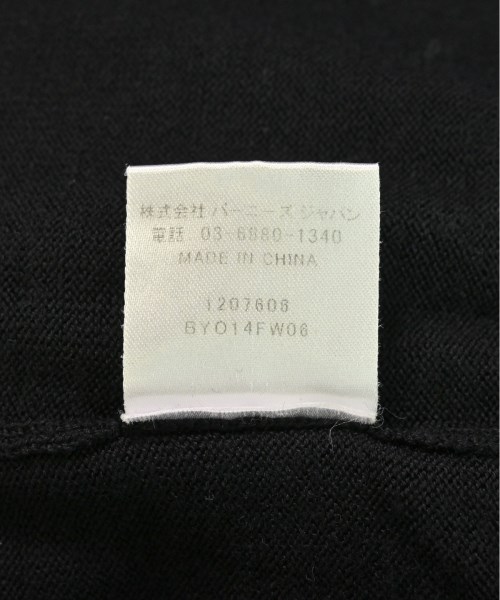 株式会社 バーニーズ ジャパン
電話 03-6880-1340
MADE IN CHINA
1207608
BYO14FW06